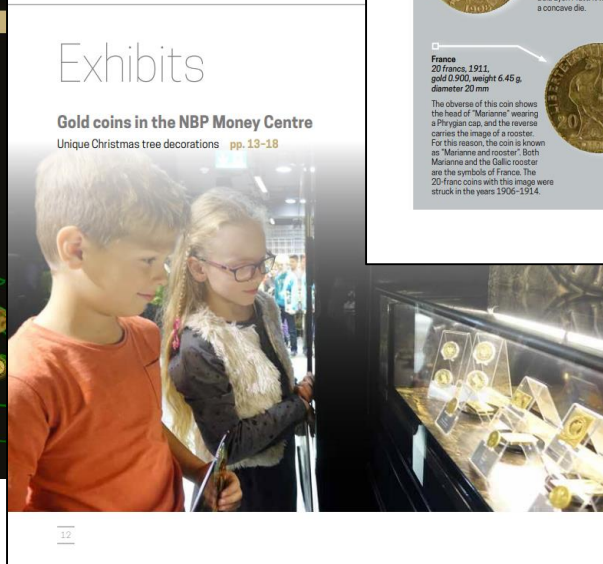 Exhibits
Gold coins in the NBP Money Centre
Unique Christmas tree decorations pp. 13-18
12
a concave die.
France
20 francs, 1911,
gold 0.900, weight 6.45 g,
diameter 20 mm
The obverse of this coin shows
the head of "Marianne" wearing
a Phrygian cap, and the reverse
carries the image of a rooster.
For this reason, the coin is known
as "Marianne and rooster". Both
Marianne and the Gallic rooster
are the symbols of France. The
20-franc coins with this image were
struck in the years 1906–1914.